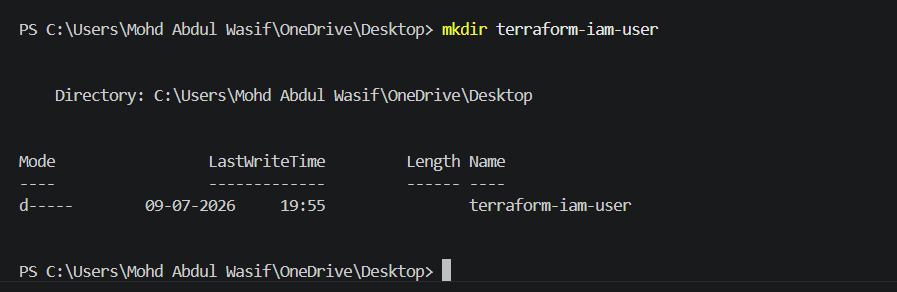 PS C:\Users\Mohd Abdul Wasif\OneDrive\Desktop> mkdir terraform-iam-user
Directory: C:\Users\Mohd Abdul Wasif\OneDrive\Desktop
Mode                 LastWriteTime         Length Name
----                 -------------         ------ ----
d-----        09-07-2026     19:55                terraform-iam-user
PS C:\Users\Mohd Abdul Wasif\OneDrive\Desktop>